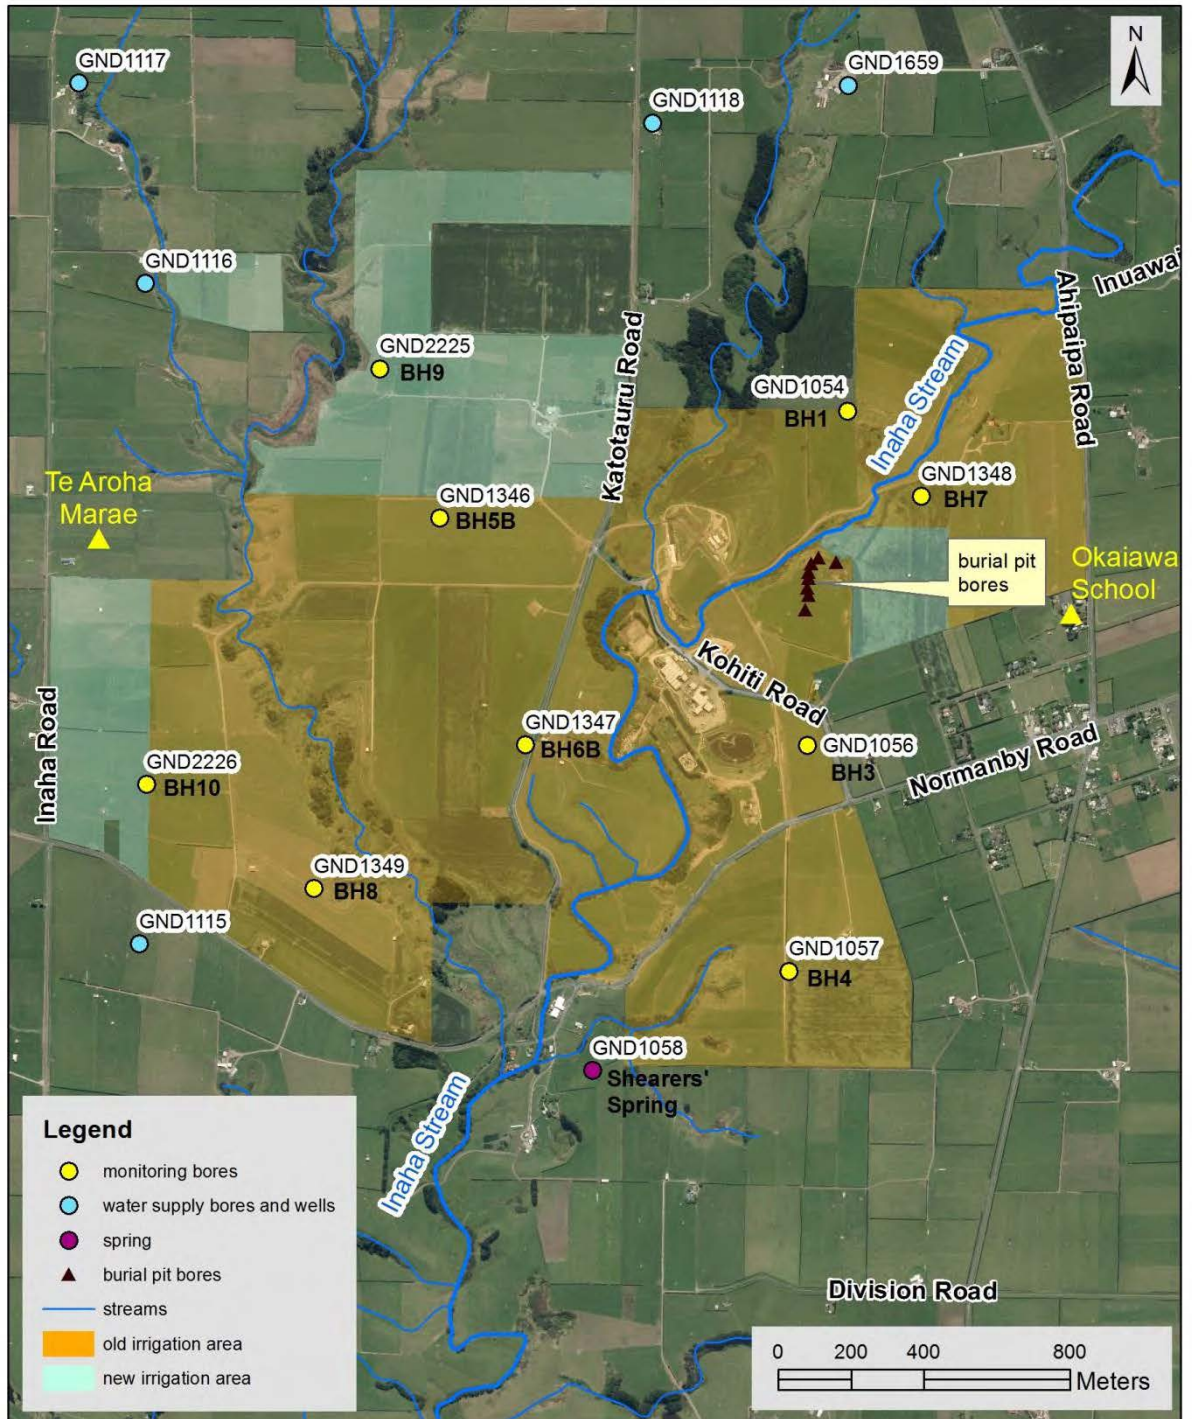 N
GND1117
GND1659
GND1118
GND1116
Inuawai
Ahipaipa Road
Katotauru Road
GND2225
BH9
Inaha Stream
GND1054
BH1
GND1348
BH7
Te Aroha
Marae
GND1346
BH5B
burial pit
bores
Okaiawa
School
Kohiti Road
Inaha Road
GND1347
BH6B
GND1056
BH3
Normanby Road
GND2226
BH10
GND1349
BH8
GND1115
GND1057
BH4
GND1058
Shearers'
Spring
Inaha Stream
Division Road
Legend
monitoring bores
water supply bores and wells
spring
burial pit bores
streams
old irrigation area
new irrigation area
0 200 400 800
Meters